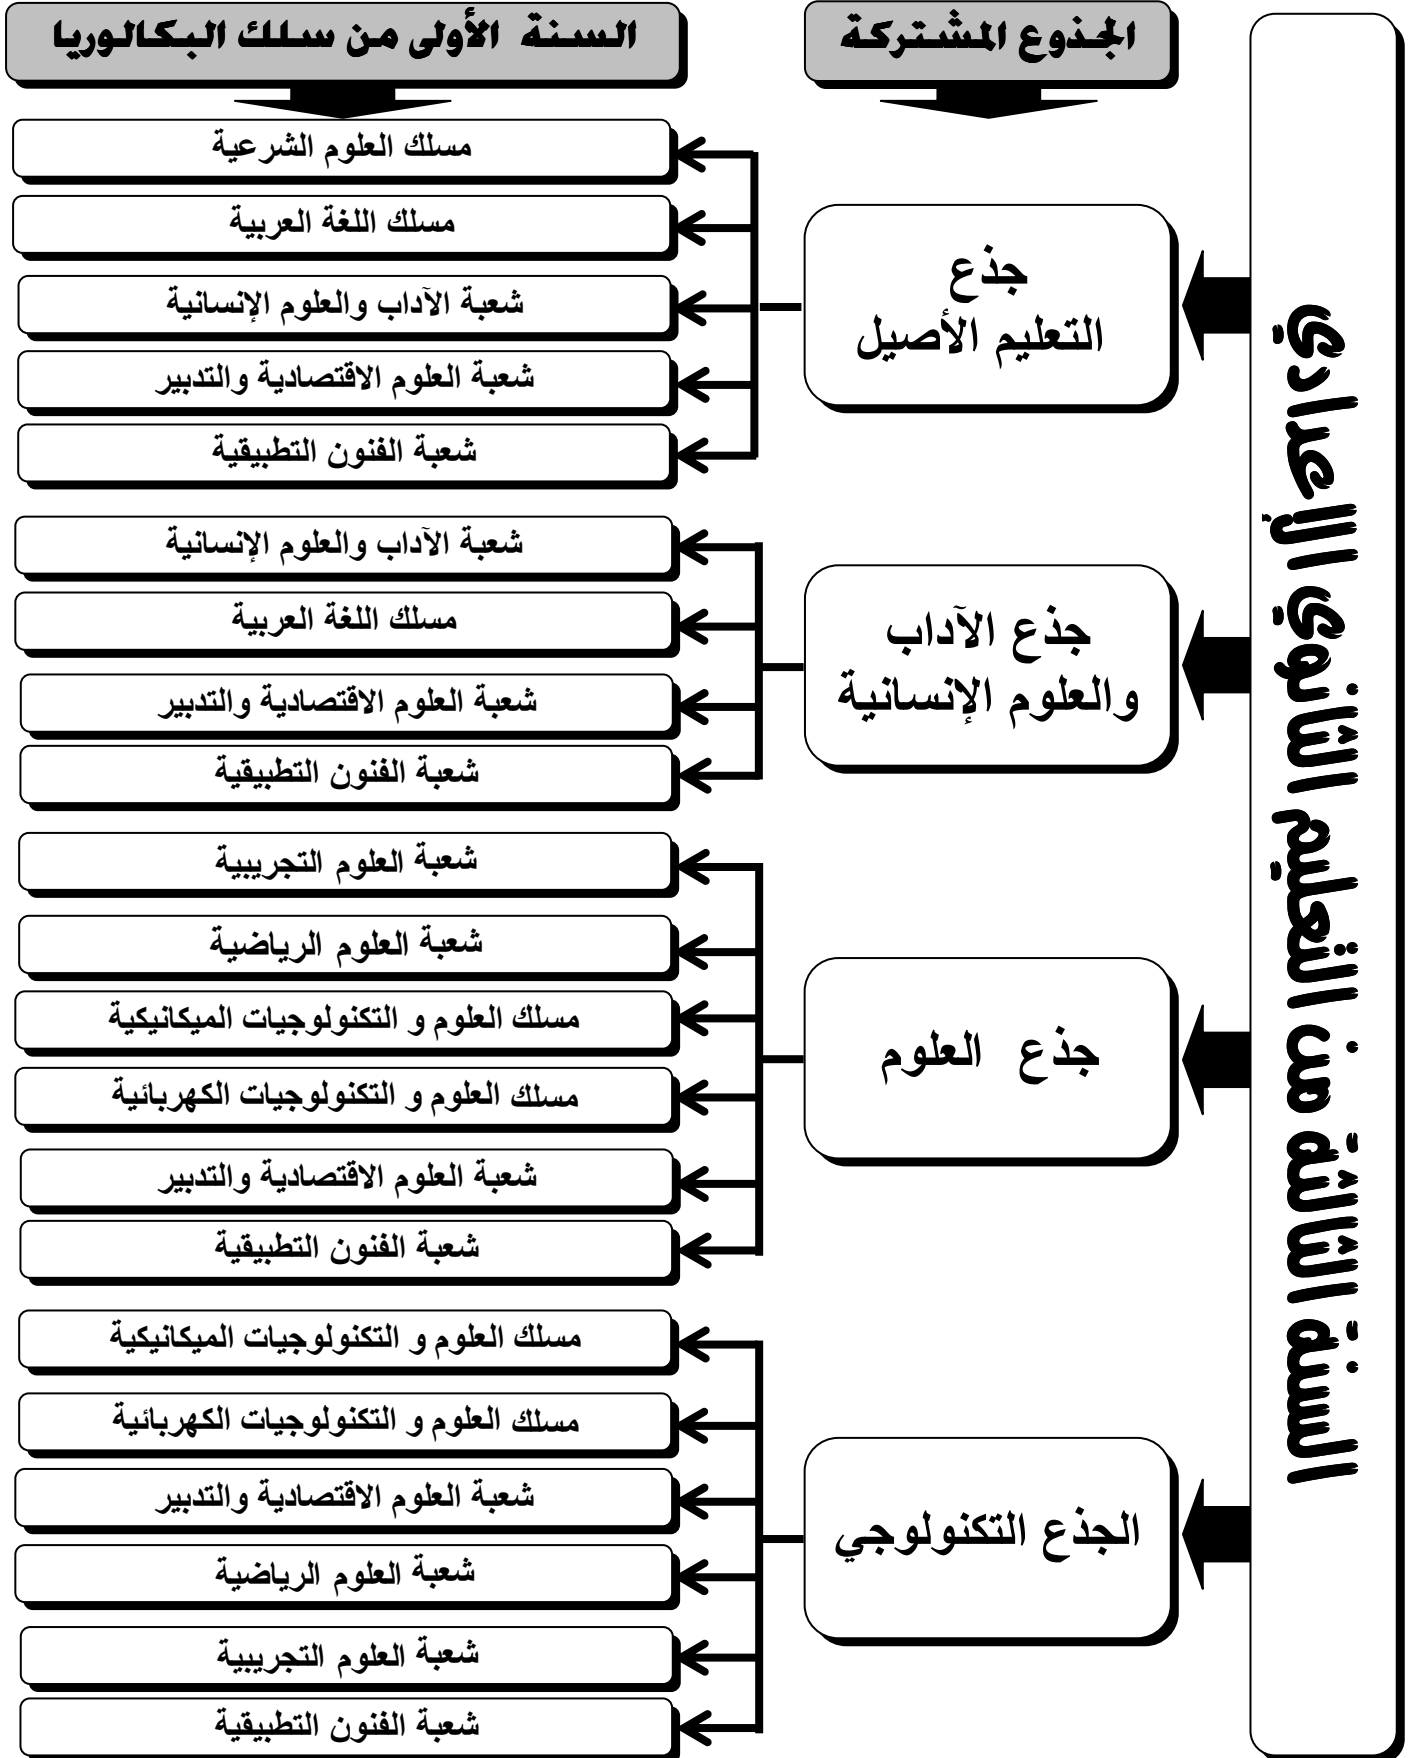 السنة الثالثة من التعليم الثانوي الإعدادي
الجذوع المشتركة
السنة الأولى من سلك البكالوريا
جذع
التعليم الأصيل
مسلك العلوم الشرعية
مسلك اللغة العربية
شعبة الآداب والعلوم الإنسانية
شعبة العلوم الاقتصادية والتدبير
شعبة الفنون التطبيقية
جذع الآداب
والعلوم الإنسانية
شعبة الآداب والعلوم الإنسانية
مسلك اللغة العربية
شعبة العلوم الاقتصادية والتدبير
شعبة الفنون التطبيقية
جذع العلوم
شعبة العلوم التجريبية
شعبة العلوم الرياضية
مسلك العلوم و التكنولوجيات الميكانيكية
مسلك العلوم و التكنولوجيات الكهربائية
شعبة العلوم الاقتصادية والتدبير
شعبة الفنون التطبيقية
الجذع التكنولوجي
مسلك العلوم و التكنولوجيات الميكانيكية
مسلك العلوم و التكنولوجيات الكهربائية
شعبة العلوم الاقتصادية والتدبير
شعبة العلوم الرياضية
شعبة العلوم التجريبية
شعبة الفنون التطبيقية